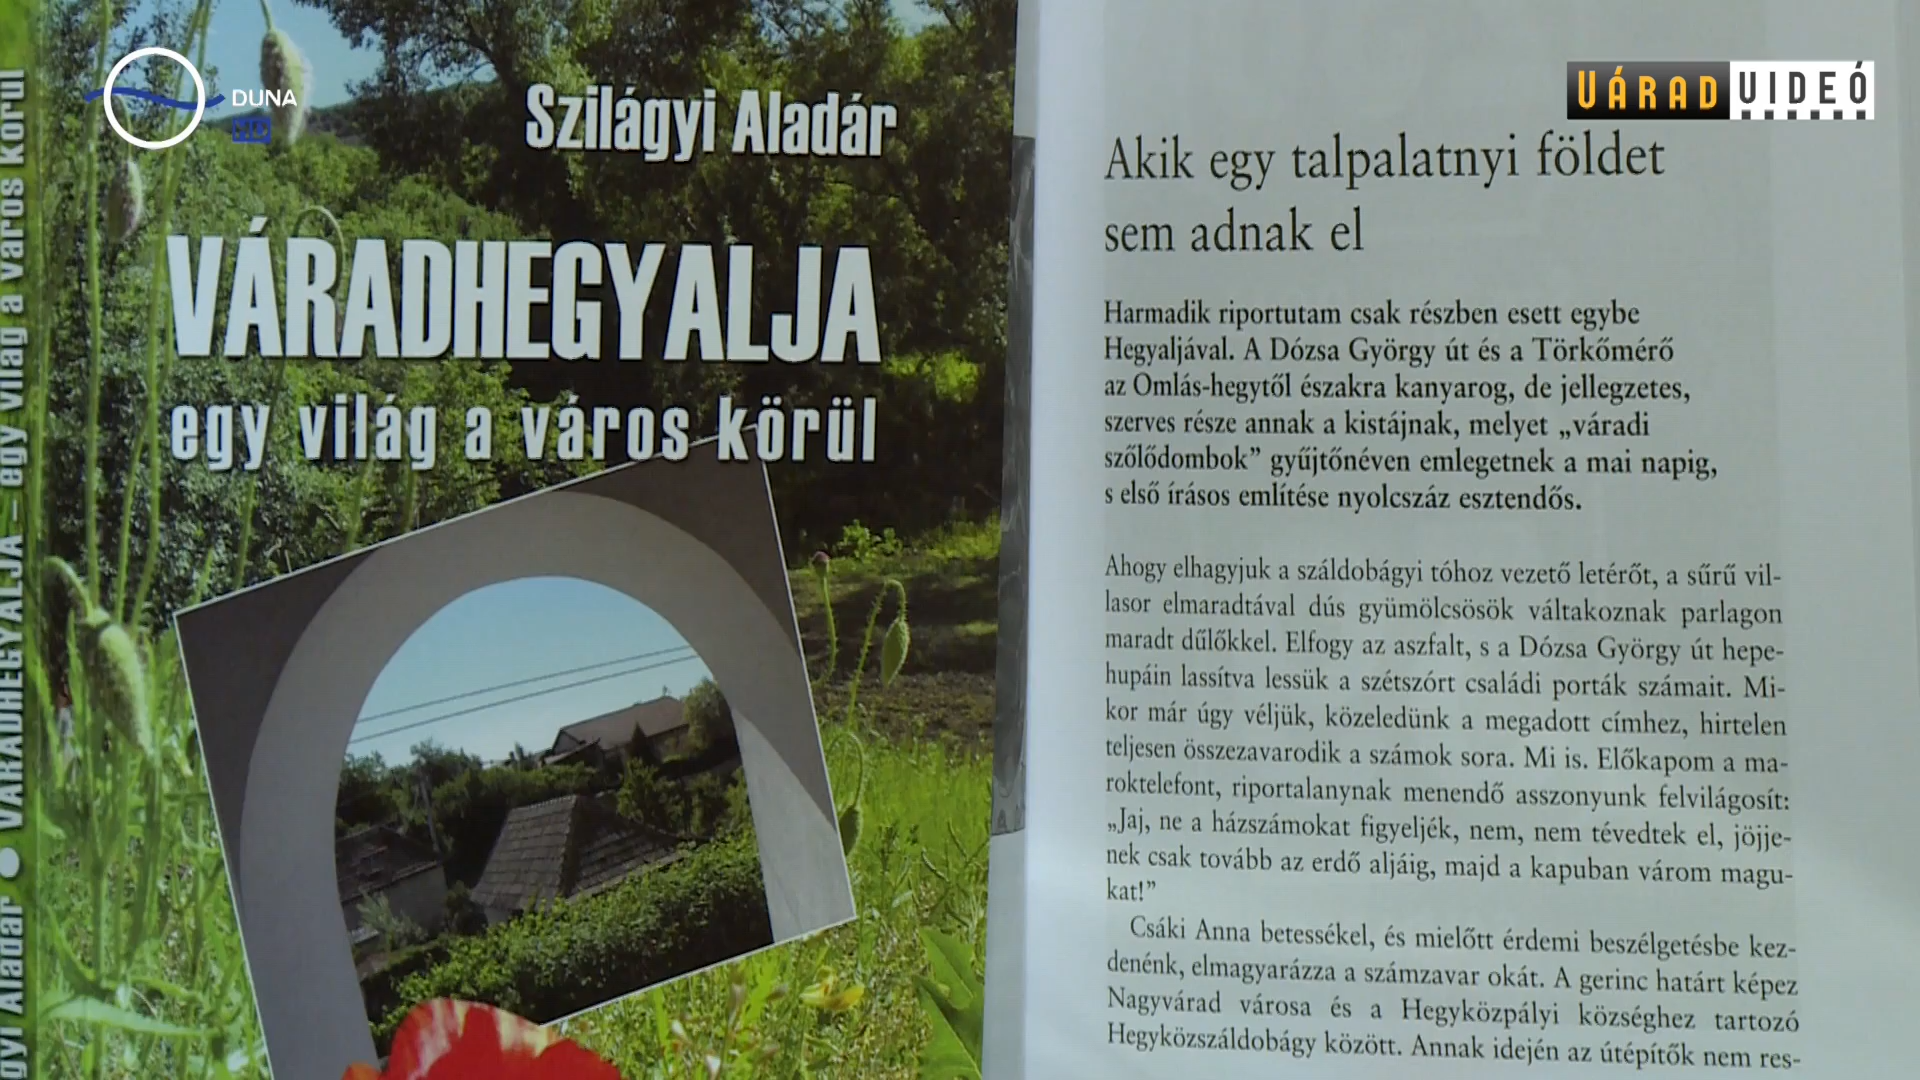 DUNA
HD
VÁRAD VIDEÓ
Szilágyi Aladár
VÁRADHEGYALJA
egy világ a város körül
gyi Aladár ● VÁRADHEGYALJA – egy világ a város körül
Akik egy talpalatnyi földet
sem adnak el
Harmadik riportutam csak részben esett egybe
Hegyaljával. A Dózsa György út és a Törkőmérő
az Omlás-hegytől északra kanyarog, de jellegzetes,
szerves része annak a kistájnak, melyet „váradi
szőlődombok” gyűjtőnéven emlegetnek a mai napig,
s első írásos említése nyolcszáz esztendős.
Ahogy elhagyjuk a száldobágyi tóhoz vezető letérőt, a sűrű vil-
lasor elmaradtával dús gyümölcsösök váltakoznak parlagon
maradt dűlőkkel. Elfogy az aszfalt, s a Dózsa György út hepe-
hupáin lassítva lessük a szétszórt családi porták számait. Mi-
kor már úgy véljük, közeledünk a megadott címhez, hirtelen
teljesen összezavarodik a számok sora. Mi is. Előkapom a ma-
roktelefont, riportalanynak menendő asszonyunk felvilágosít:
„Jaj, ne a házszámokat figyeljék, nem, nem tévedtek el, jöjje-
nek csak tovább az erdő aljáig, majd a kapuban várom magu-
kat!”
Csáki Anna betessékel, és mielőtt érdemi beszélgetésbe kez-
denénk, elmagyarázza a számzavar okát. A gerinc határt képez
Nagyvárad városa és a Hegyközpályi községhez tartozó
Hegyközszáldobágy között. Annak idején az útépítők nem res-